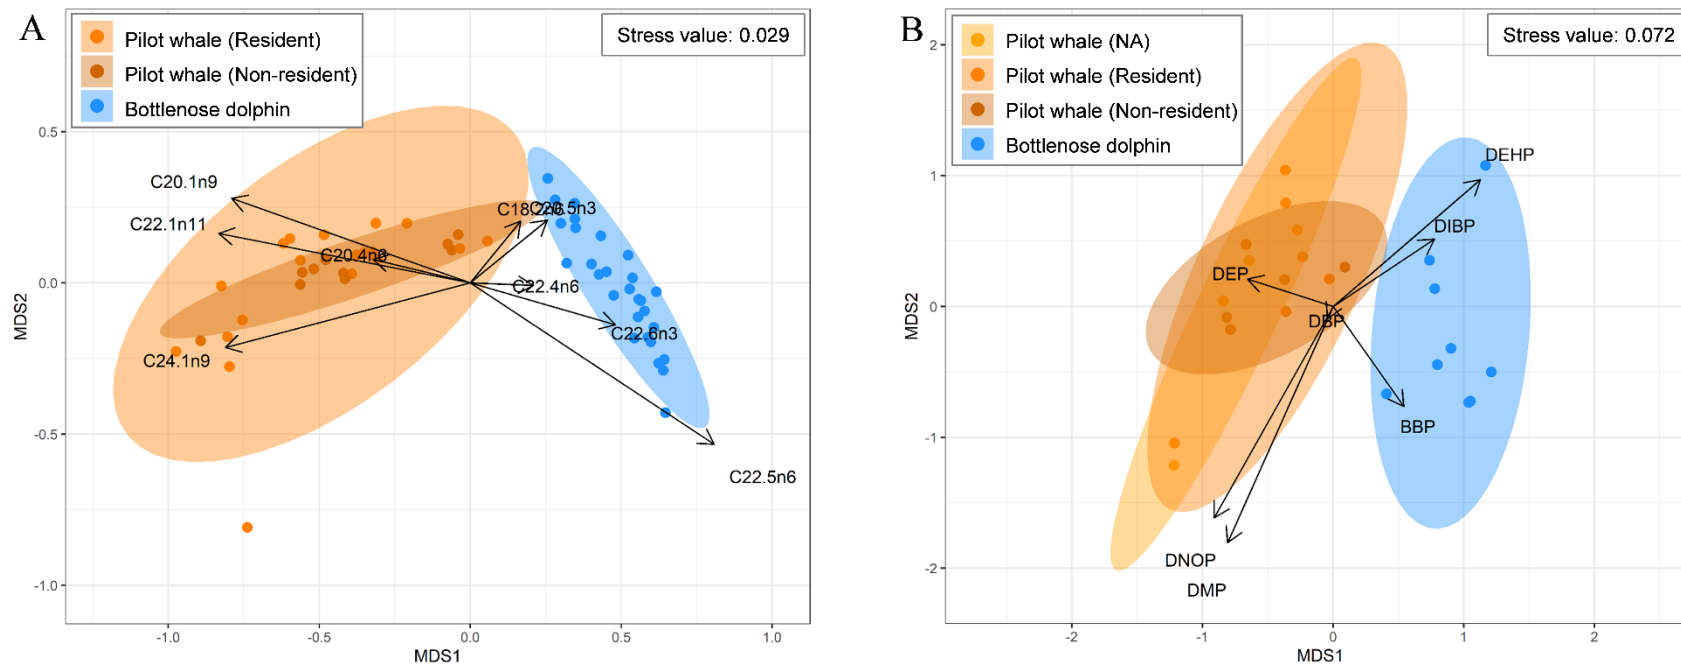 A
Pilot whale (Resident)
Pilot whale (Non-resident)
Bottlenose dolphin
Stress value: 0.029
0.5
0.0
-0.5
-1.0
MDS2
C20.1n9
C22.1n11
C20.4n6
C24.1n9
C18.2n6
C20.5n3
C22.4n6
C22.6n3
C22.5n6
-1.0
-0.5
0.0
0.5
1.0
MDS1
B
Pilot whale (NA)
Pilot whale (Resident)
Pilot whale (Non-resident)
Bottlenose dolphin
Stress value: 0.072
2
1
0
-1
-2
MDS2
DEHP
DIBP
DEP
DBP
BBP
DNOP
DMP
-2
-1
0
1
2
MDS1